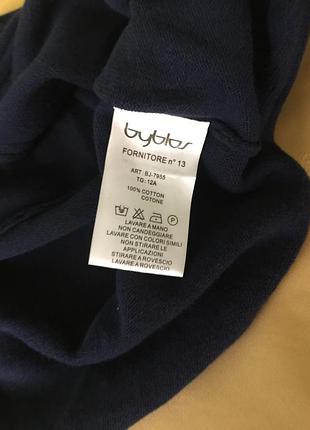 byblos
FORNITORE n° 13
ART. BJ-7955
TG: 12A
100% COTTON
COTONE
P
LAVARE A MANO
NON CANDEGGIARE
LAVARE CON COLORI SIMILI
NON STIRARE LE
APPLICAZIONI
STIRARE A ROVESCIO
LAVARE A ROVESCIO